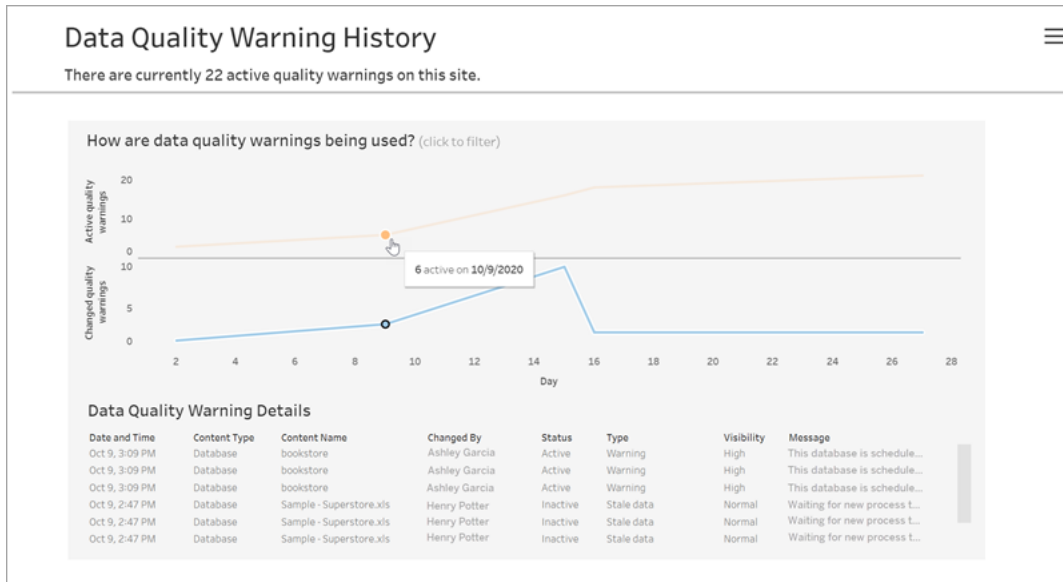 Data Quality Warning History
There are currently 22 active quality warnings on this site.
How are data quality warnings being used? (click to filter)
Active quality
warnings
20
10
0
6 active on 10/9/2020
Changed quality
warnings
10
5
0
2 4 6 8 10 12 14 16 18 20 22 24 26 28
Day
Data Quality Warning Details
Date and Time Content Type Content Name Changed By Status Type Visibility Message
Oct 9, 3:09 PM Database bookstore Ashley Garcia Active Warning High This database is schedule...
Oct 9, 3:09 PM Database bookstore Ashley Garcia Active Warning High This database is schedule...
Oct 9, 3:09 PM Database bookstore Ashley Garcia Active Warning High This database is schedule...
Oct 9, 2:47 PM Database Sample - Superstore.xls Henry Potter Inactive Stale data Normal Waiting for new process t...
Oct 9, 2:47 PM Database Sample - Superstore.xls Henry Potter Inactive Stale data Normal Waiting for new process t...
Oct 9, 2:47 PM Database Sample - Superstore.xls Henry Potter Inactive Stale data Normal Waiting for new process t...